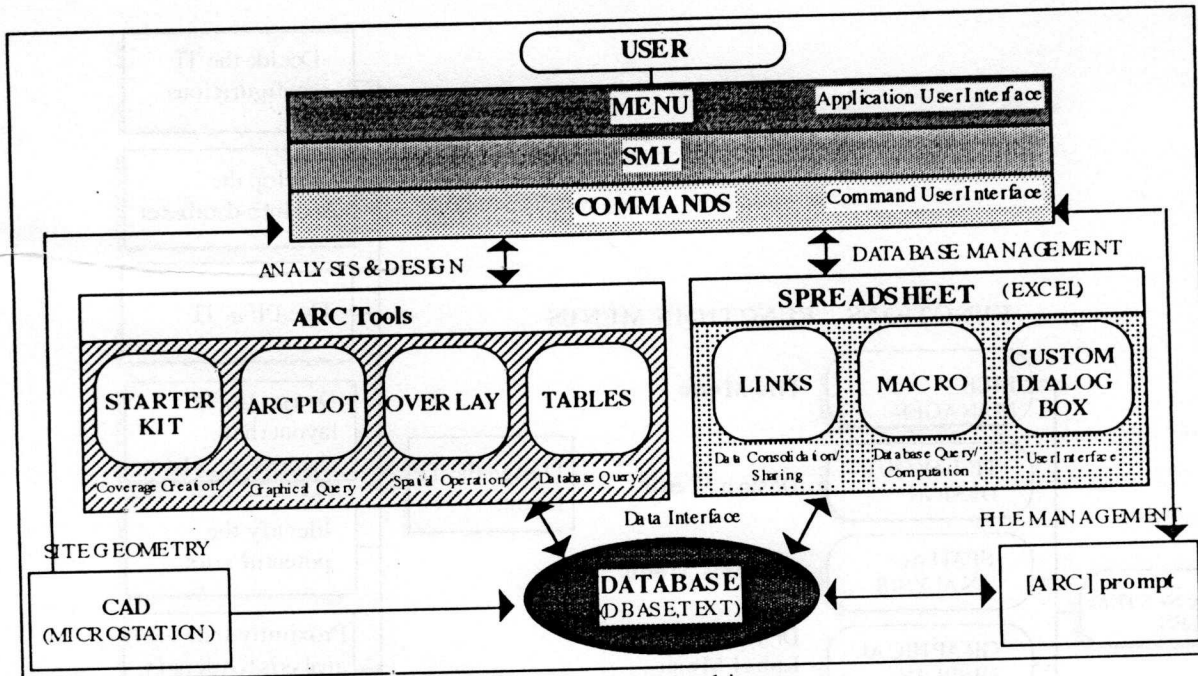 USER
MENU
Application User Interface
SML
COMMANDS
Command User Interface
ANALYSIS & DESIGN
DATABASE MANAGEMENT
ARC Tools
STARTER
KIT
ARCPLOT
OVERLAY
TABLES
Coverage Creation
Graphical Query
Spatial Operation
Database Query
SPREADSHEET (EXCEL)
LINKS
MACRO
CUSTOM
DIALOG
BOX
Data Consolidation/
Sharing
Database Query/
Computation
User Interface
Data Interface
SITE GEOMETRY
CAD
(MICROSTATION)
DATABASE
(DBASE,TEXT)
FILE MANAGEMENT
[ARC] prompt